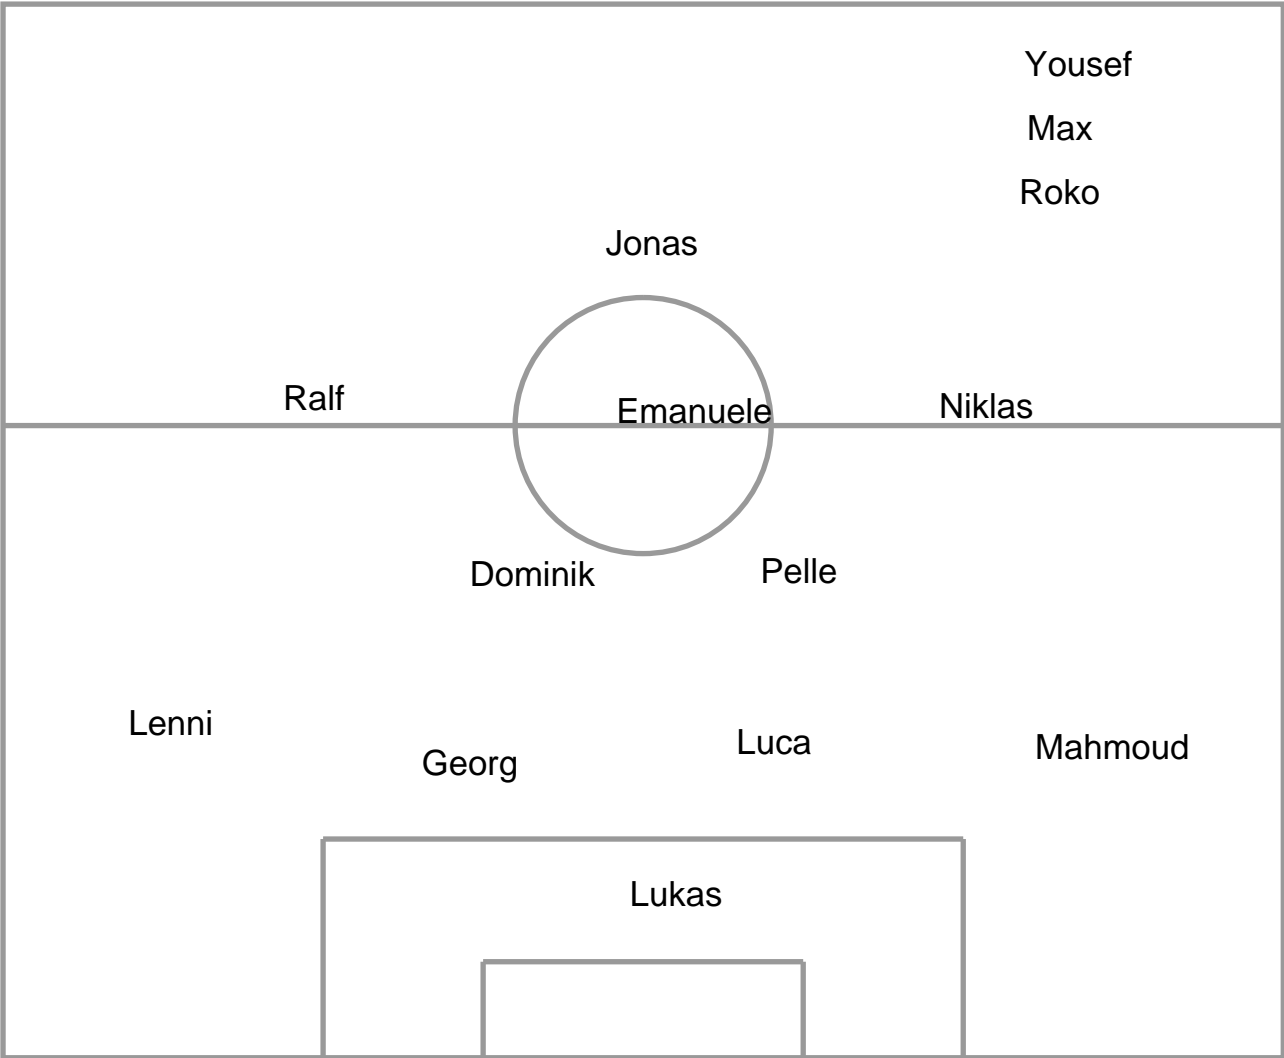 Yousef
Max
Roko
Jonas
Ralf
Emanuele
Niklas
Dominik
Pelle
Lenni
Georg
Luca
Mahmoud
Lukas